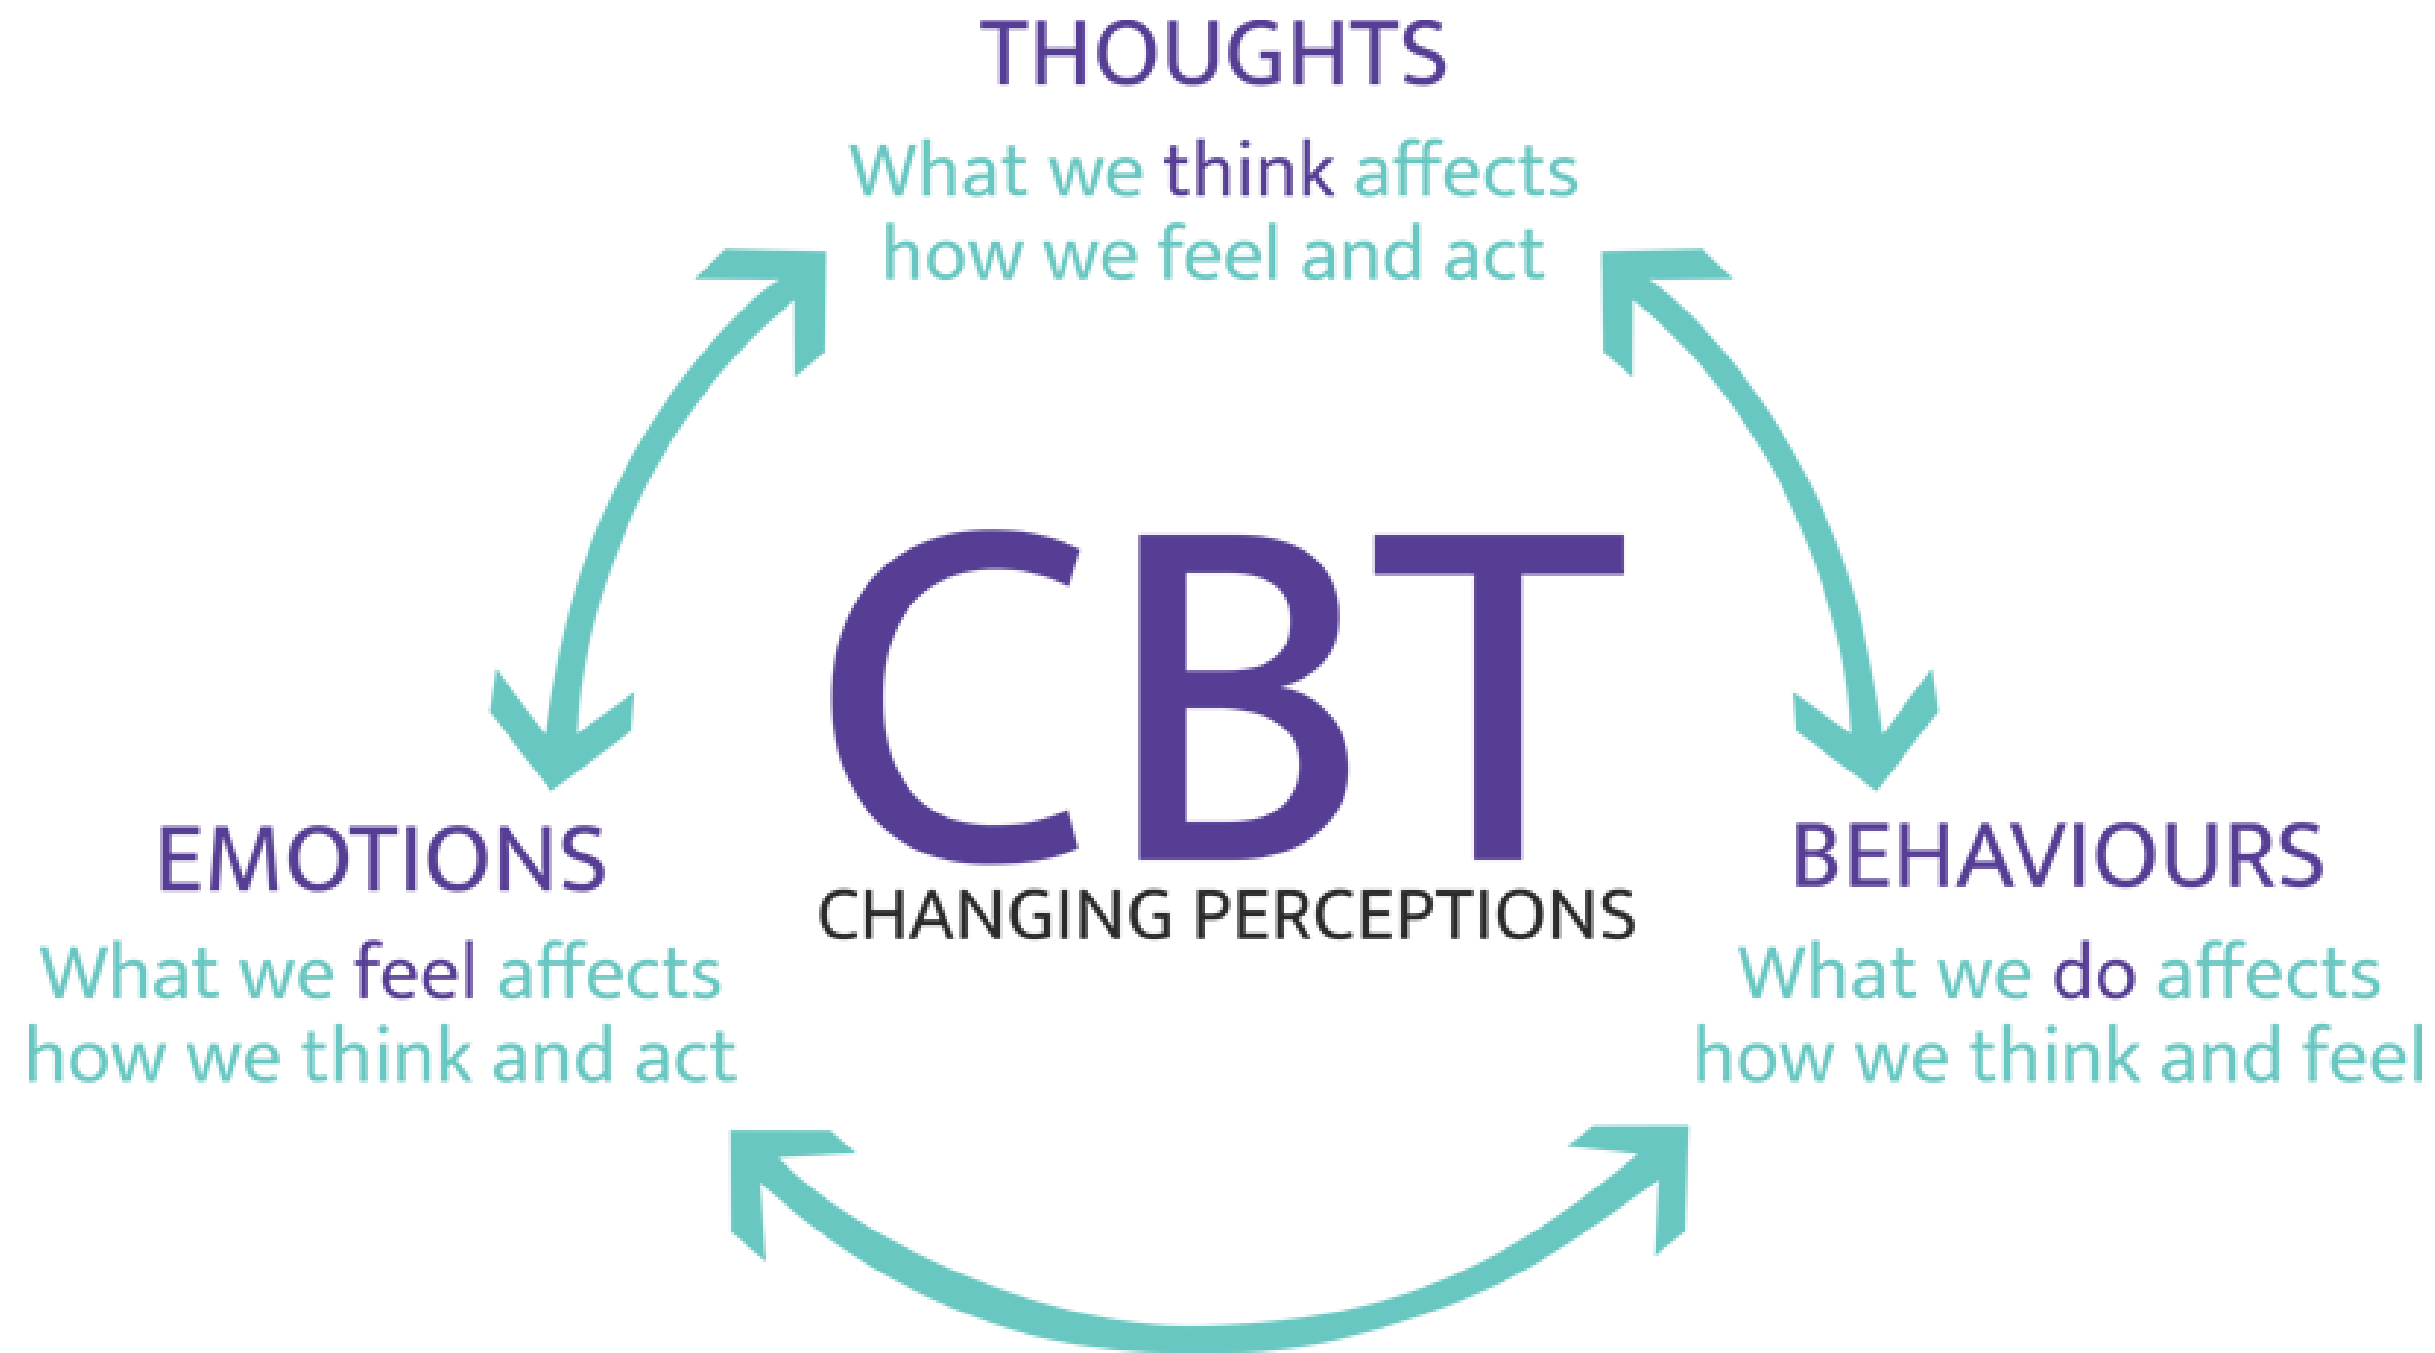 THOUGHTS
What we think affects
how we feel and act
CBT
CHANGING PERCEPTIONS
EMOTIONS
What we feel affects
how we think and act
BEHAVIOURS
What we do affects
how we think and feel